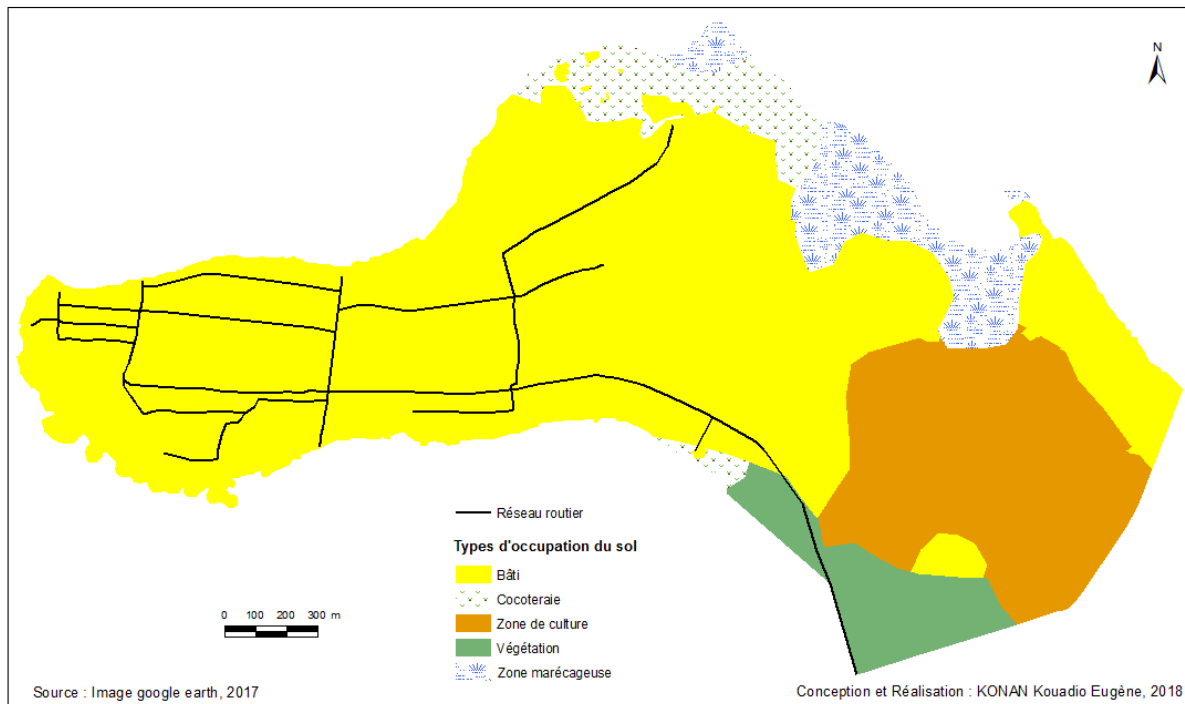 N
Réseau routier
Types d'occupation du sol
Bâti
Cocoteraie
Zone de culture
Végétation
Zone marécageuse
0 100 200 300 m
Source : Image google earth, 2017
Conception et Réalisation : KONAN Kouadio Eugène, 2018